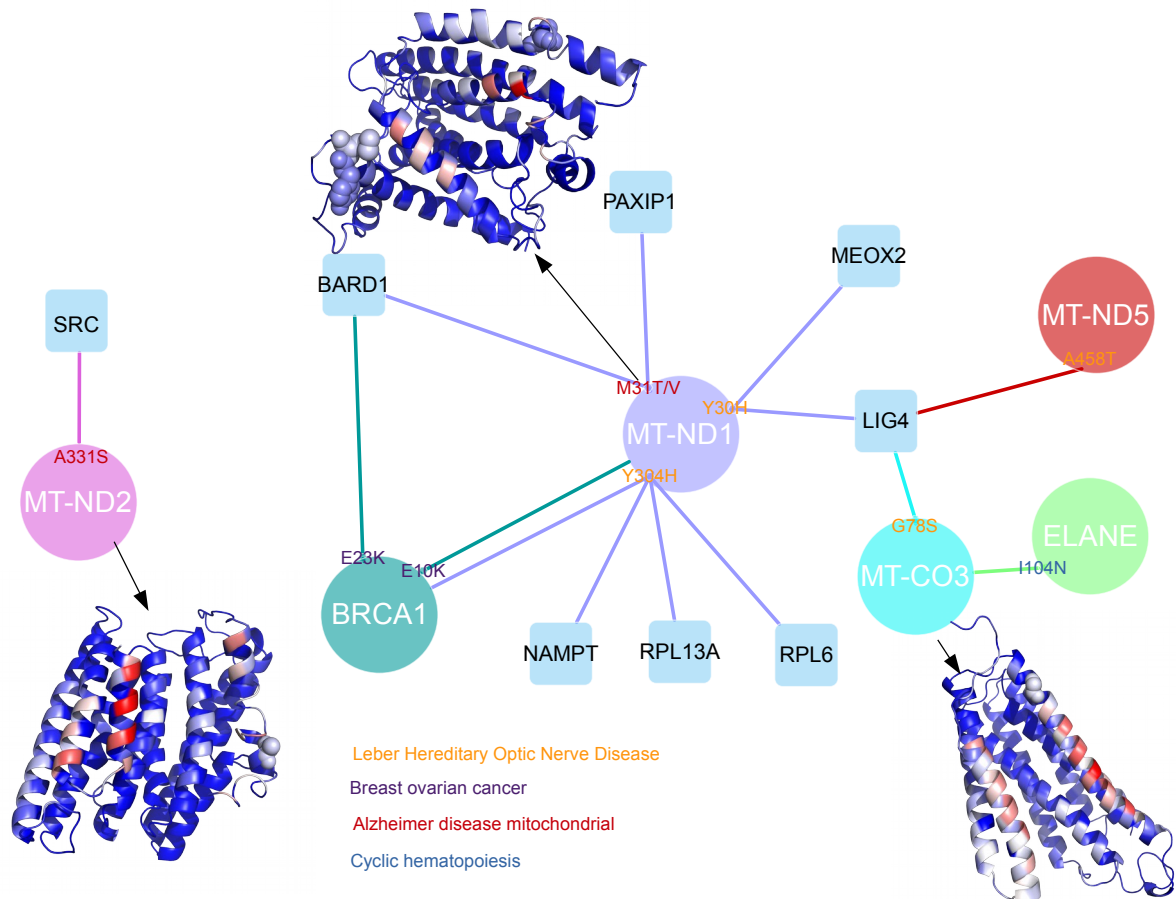 PAXIP1
MEOX2
BARD1
MT-ND5
SRC
A458T
M31T/V
Y30H
LIG4
MT-ND1
A331S
Y304H
MT-ND2
G78S
ELANE
E23K
E10K
MT-CO3
I104N
BRCA1
NAMPT
RPL13A
RPL6
Leber Hereditary Optic Nerve Disease
Breast ovarian cancer
Alzheimer disease mitochondrial
Cyclic hematopoiesis